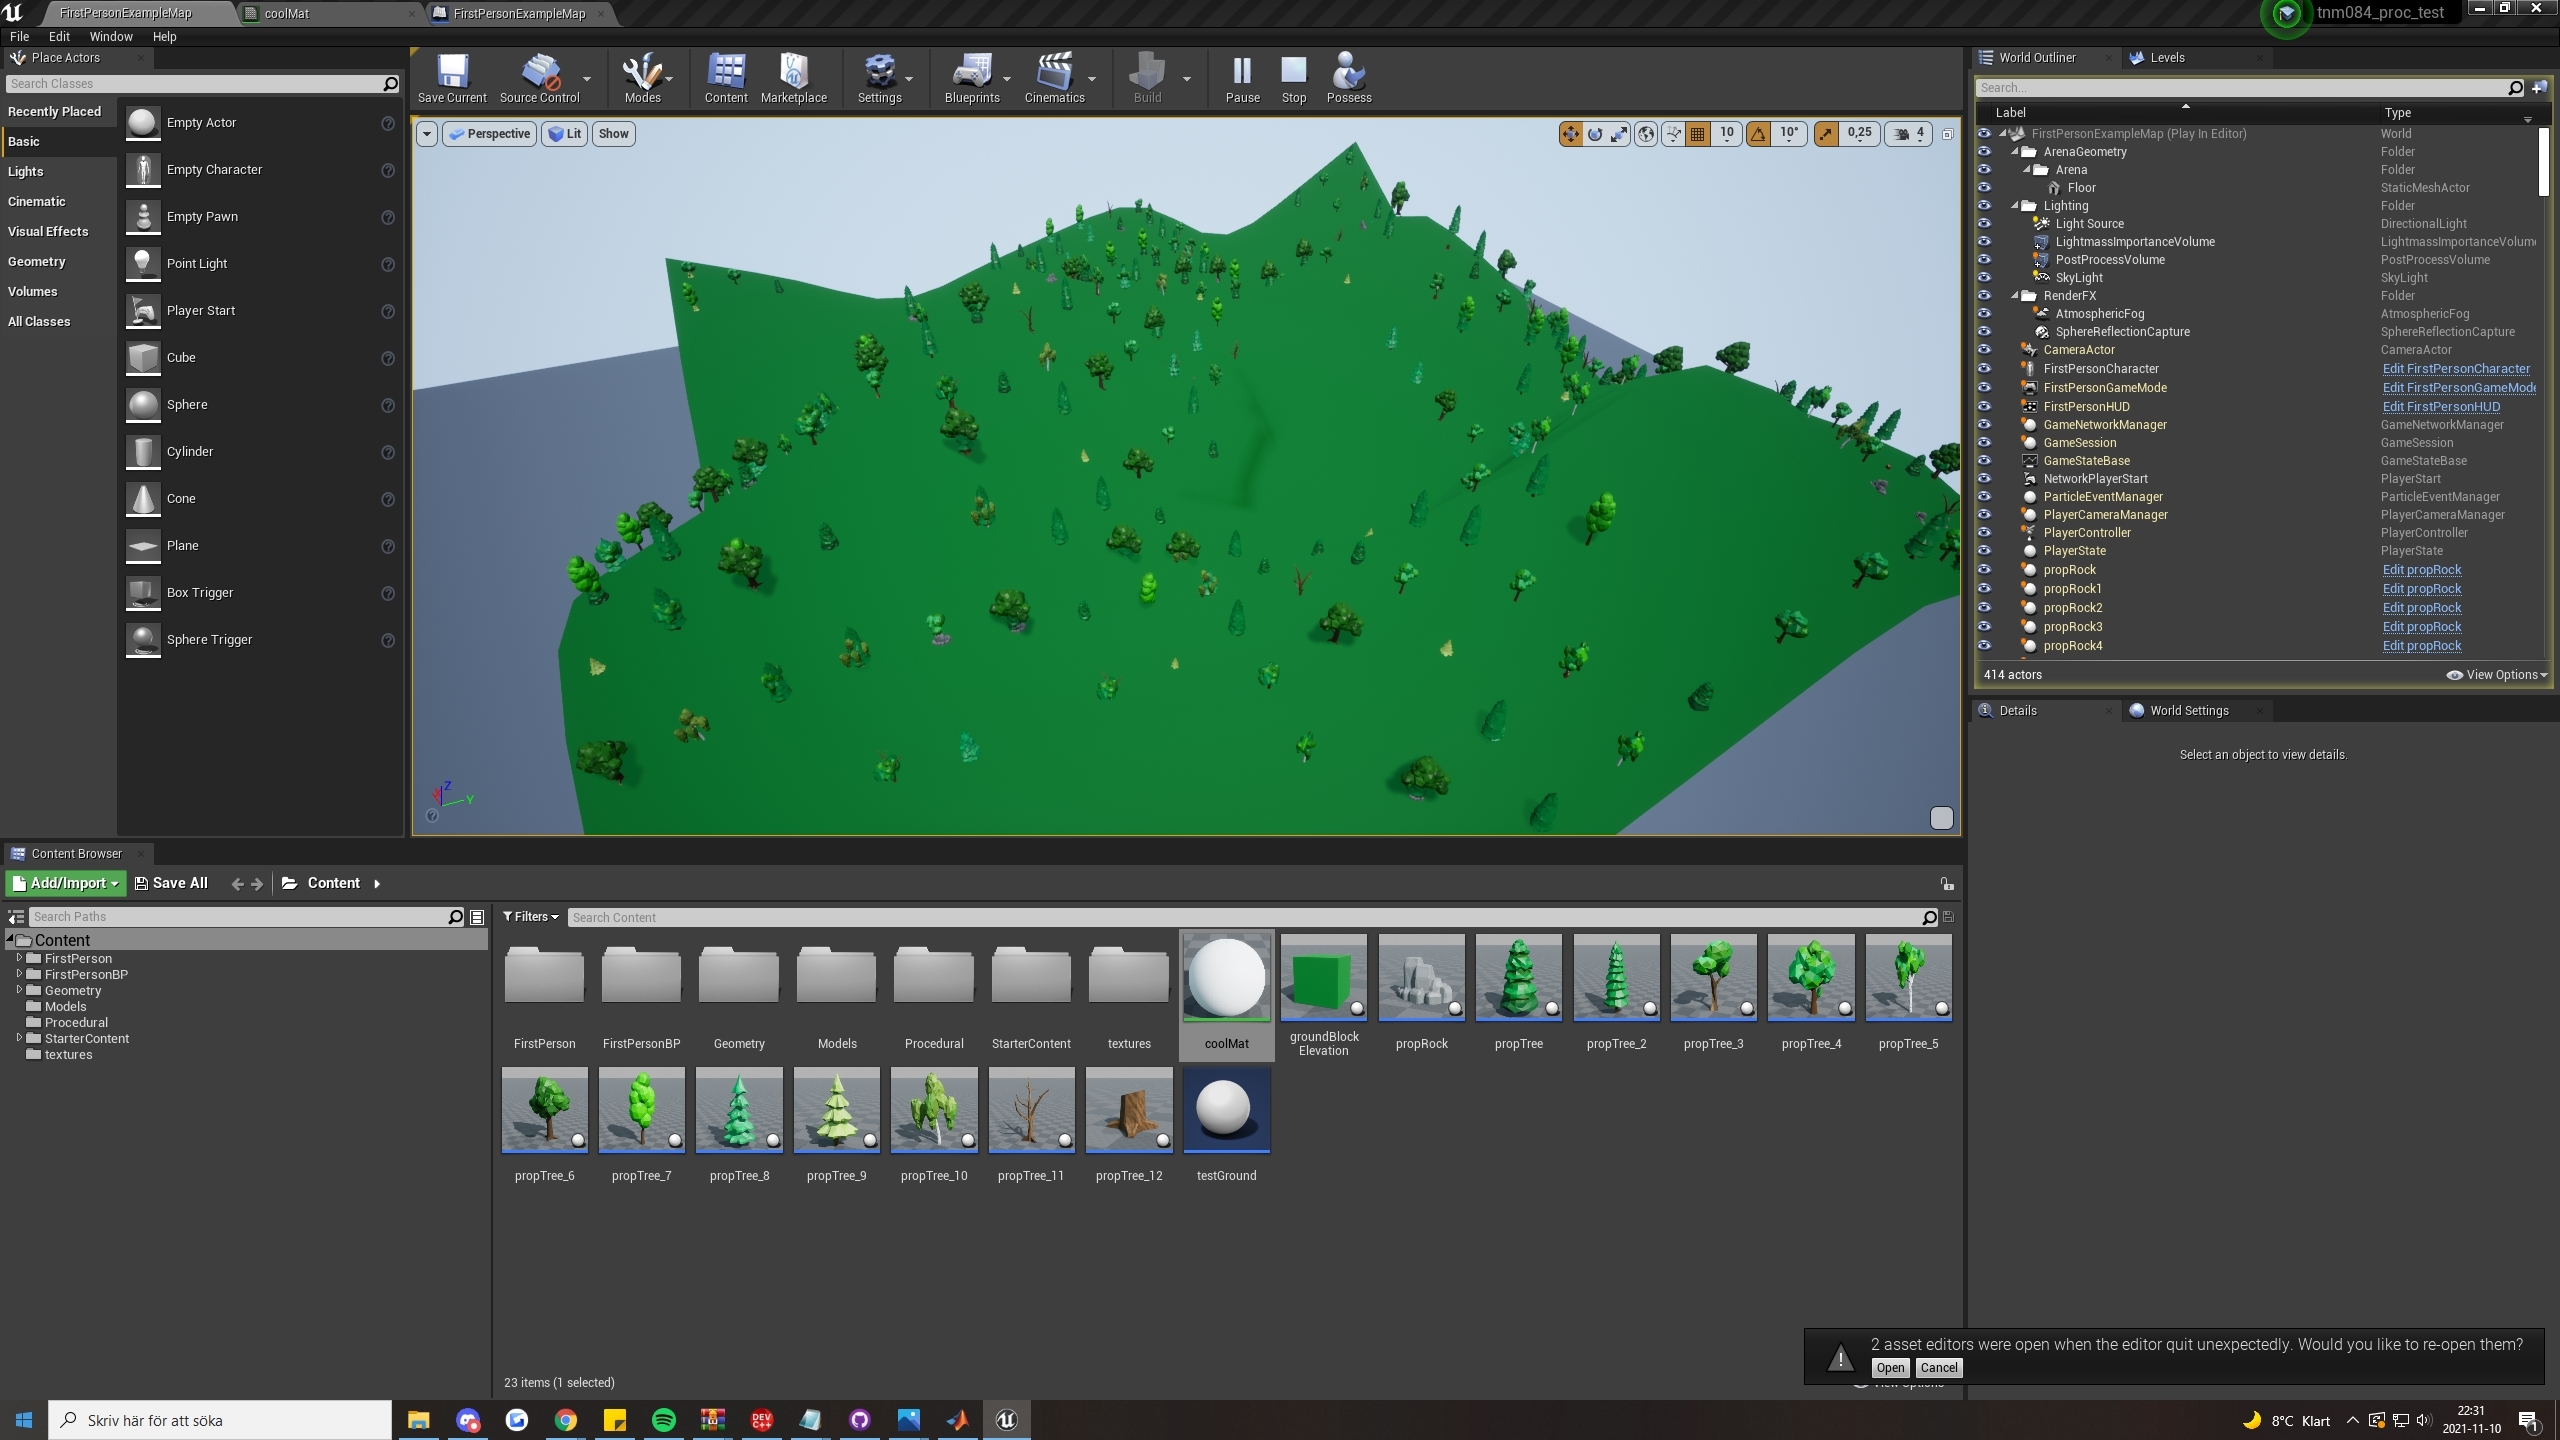 FirstPersonExampleMap
coolMat
FirstPersonExampleMap
tnm084_proc_test
File Edit Window Help
Place Actors
Search Classes
Recently Placed
Basic
Lights
Cinematic
Visual Effects
Geometry
Volumes
All Classes
Empty Actor
Empty Character
Empty Pawn
Point Light
Player Start
Cube
Sphere
Cylinder
Cone
Plane
Box Trigger
Sphere Trigger
Save Current
Source Control
Modes
Content
Marketplace
Settings
Blueprints
Cinematics
Build
Pause
Stop
Possess
Perspective
Lit
Show
10
10°
0,25
4
Z
Y
World Outliner
Levels
Search...
Label Type
FirstPersonExampleMap (Play In Editor) World
ArenaGeometry Folder
Arena Folder
Floor StaticMeshActor
Lighting Folder
Light Source DirectionalLight
LightmassImportanceVolume LightmassImportanceVolum
PostProcessVolume PostProcessVolume
SkyLight SkyLight
RenderFX Folder
AtmosphericFog AtmosphericFog
SphereReflectionCapture SphereReflectionCapture
CameraActor CameraActor
FirstPersonCharacter Edit FirstPersonCharacter
FirstPersonGameMode Edit FirstPersonGameMode
FirstPersonHUD Edit FirstPersonHUD
GameNetworkManager GameNetworkManager
GameSession GameSession
GameStateBase GameStateBase
NetworkPlayerStart PlayerStart
ParticleEventManager ParticleEventManager
PlayerCameraManager PlayerCameraManager
PlayerController PlayerController
PlayerState PlayerState
propRock Edit propRock
propRock1 Edit propRock
propRock2 Edit propRock
propRock3 Edit propRock
propRock4 Edit propRock
414 actors View Options
Details
World Settings
Select an object to view details.
Content Browser
Add/Import
Save All
Content
Search Paths
Content
FirstPerson
FirstPersonBP
Geometry
Models
Procedural
StarterContent
textures
Filters
Search Content
FirstPerson
FirstPersonBP
Geometry
Models
Procedural
StarterContent
textures
coolMat
groundBlock
Elevation
propRock
propTree
propTree_2
propTree_3
propTree_4
propTree_5
propTree_6
propTree_7
propTree_8
propTree_9
propTree_10
propTree_11
propTree_12
testGround
23 items (1 selected)
View Options
2 asset editors were open when the editor quit unexpectedly. Would you like to re-open them?
Open
Cancel
Skriv här för att söka
DEV
C++
8°C Klart
22:31
2021-11-10
1